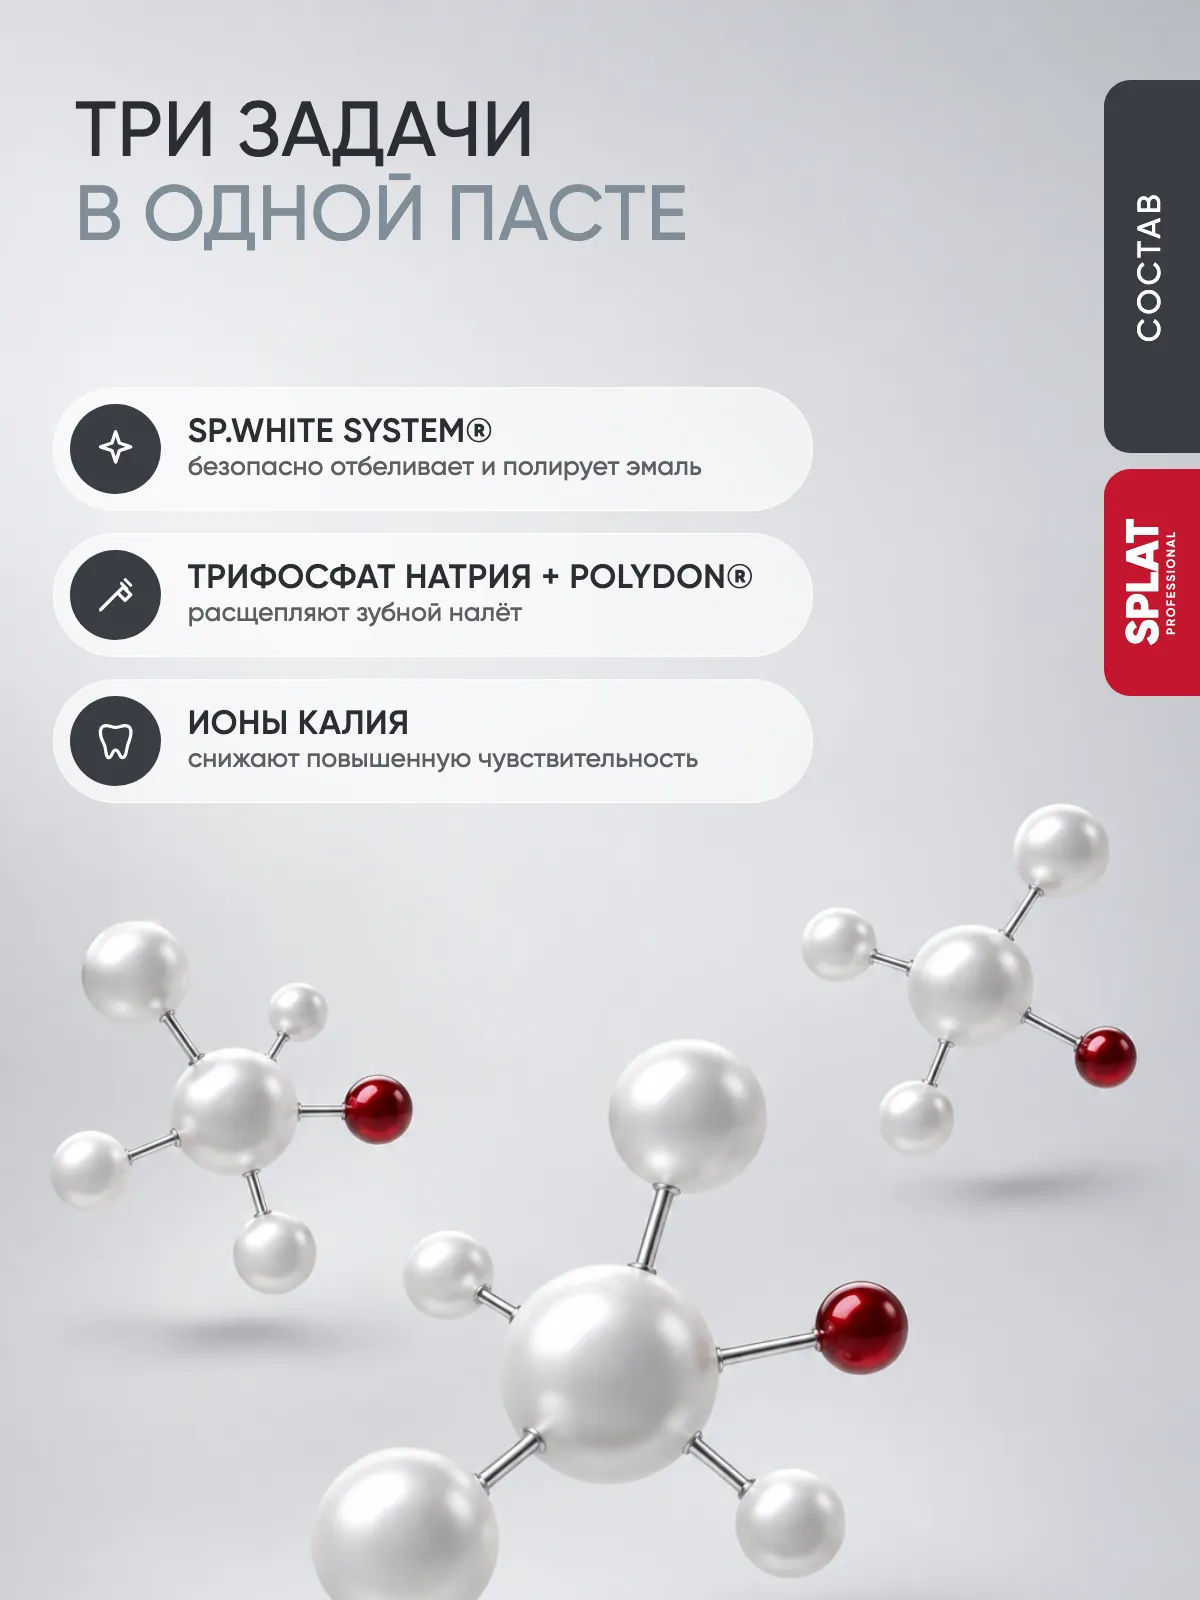 ТРИ ЗАДАЧИ
В ОДНОЙ ПАСТЕ
СОСТАВ
SPLAT
PROFESSIONAL
SP.WHITE SYSTEM®
безопасно отбеливает и полирует эмаль
ТРИФОСФАТ НАТРИЯ + POLYDON®
расщепляют зубной налёт
ИОНЫ КАЛИЯ
снижают повышенную чувствительность